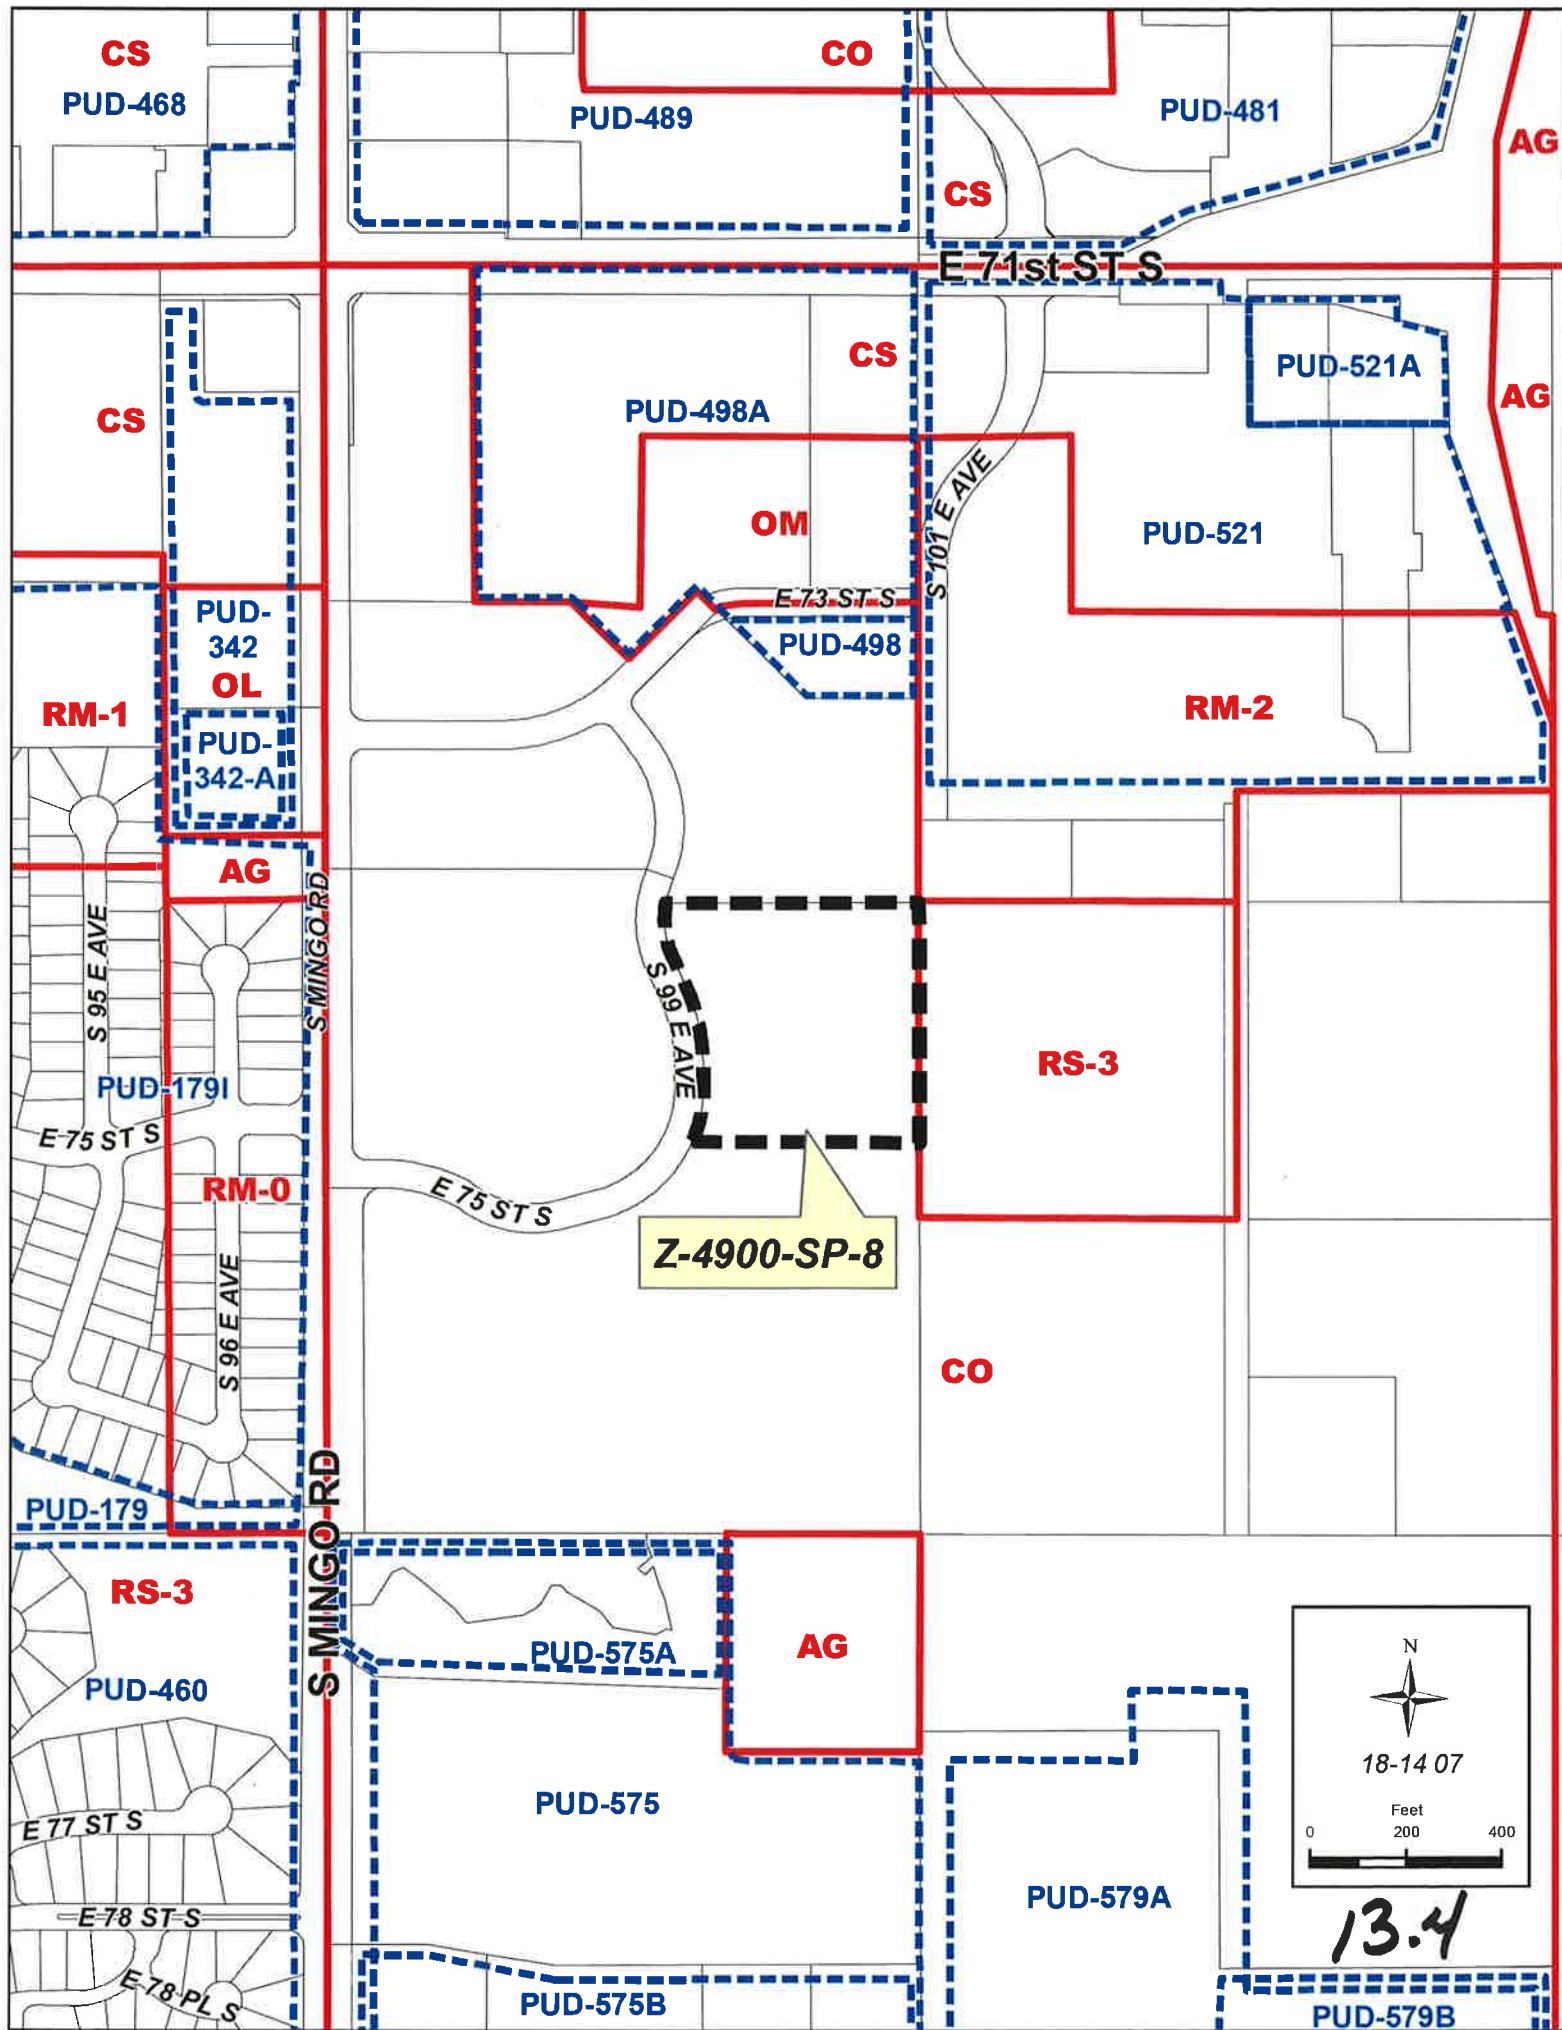 CS
PUD-468
CO
PUD-489
PUD-481
AG
CS
E 71st ST S
CS
PUD-498A
CS
PUD-521A
AG
OM
S 101 E AVE
PUD-521
E 73 ST S
PUD-498
PUD-
342
OL
RM-1
PUD-
342-A
RM-2
AG
S MINGO RD
S 95 E AVE
S 99 E AVE
RS-3
PUD-179I
E 75 ST S
RM-0
E 75 ST S
Z-4900-SP-8
S 96 E AVE
CO
PUD-179
S MINGO RD
RS-3
PUD-460
PUD-575A
AG
N
18-14 07
Feet
0 200 400
PUD-575
E 77 ST S
PUD-579A
13.4
E 78 ST S
E 78 PL S
PUD-575B
PUD-579B